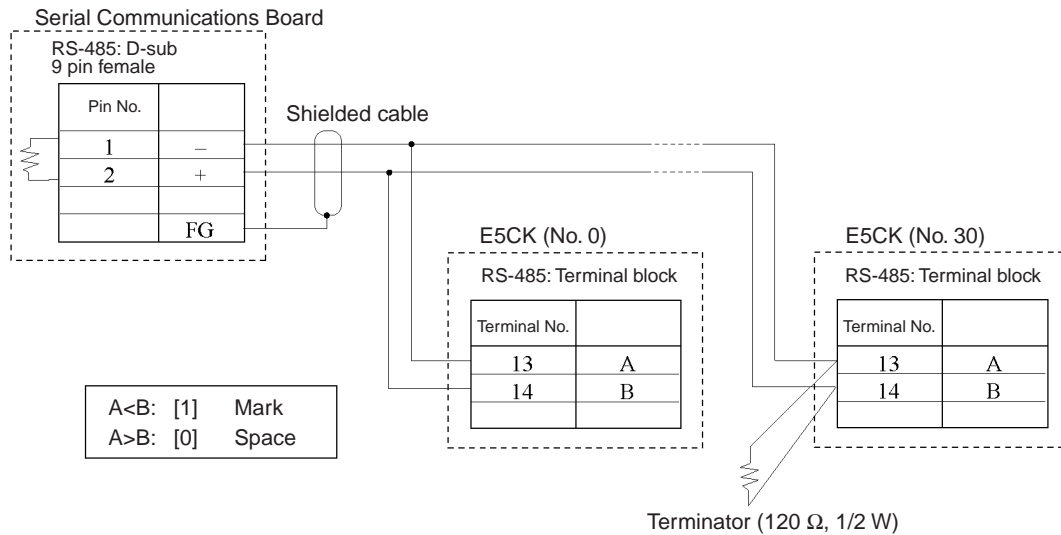 Serial Communications Board
RS-485: D-sub
9 pin female
Pin No.
1 –
2 +
FG
Shielded cable
E5CK (No. 0)
RS-485: Terminal block
Terminal No.
13 A
14 B
E5CK (No. 30)
RS-485: Terminal block
Terminal No.
13 A
14 B
A<B: [1] Mark
A>B: [0] Space
Terminator (120 Ω, 1/2 W)